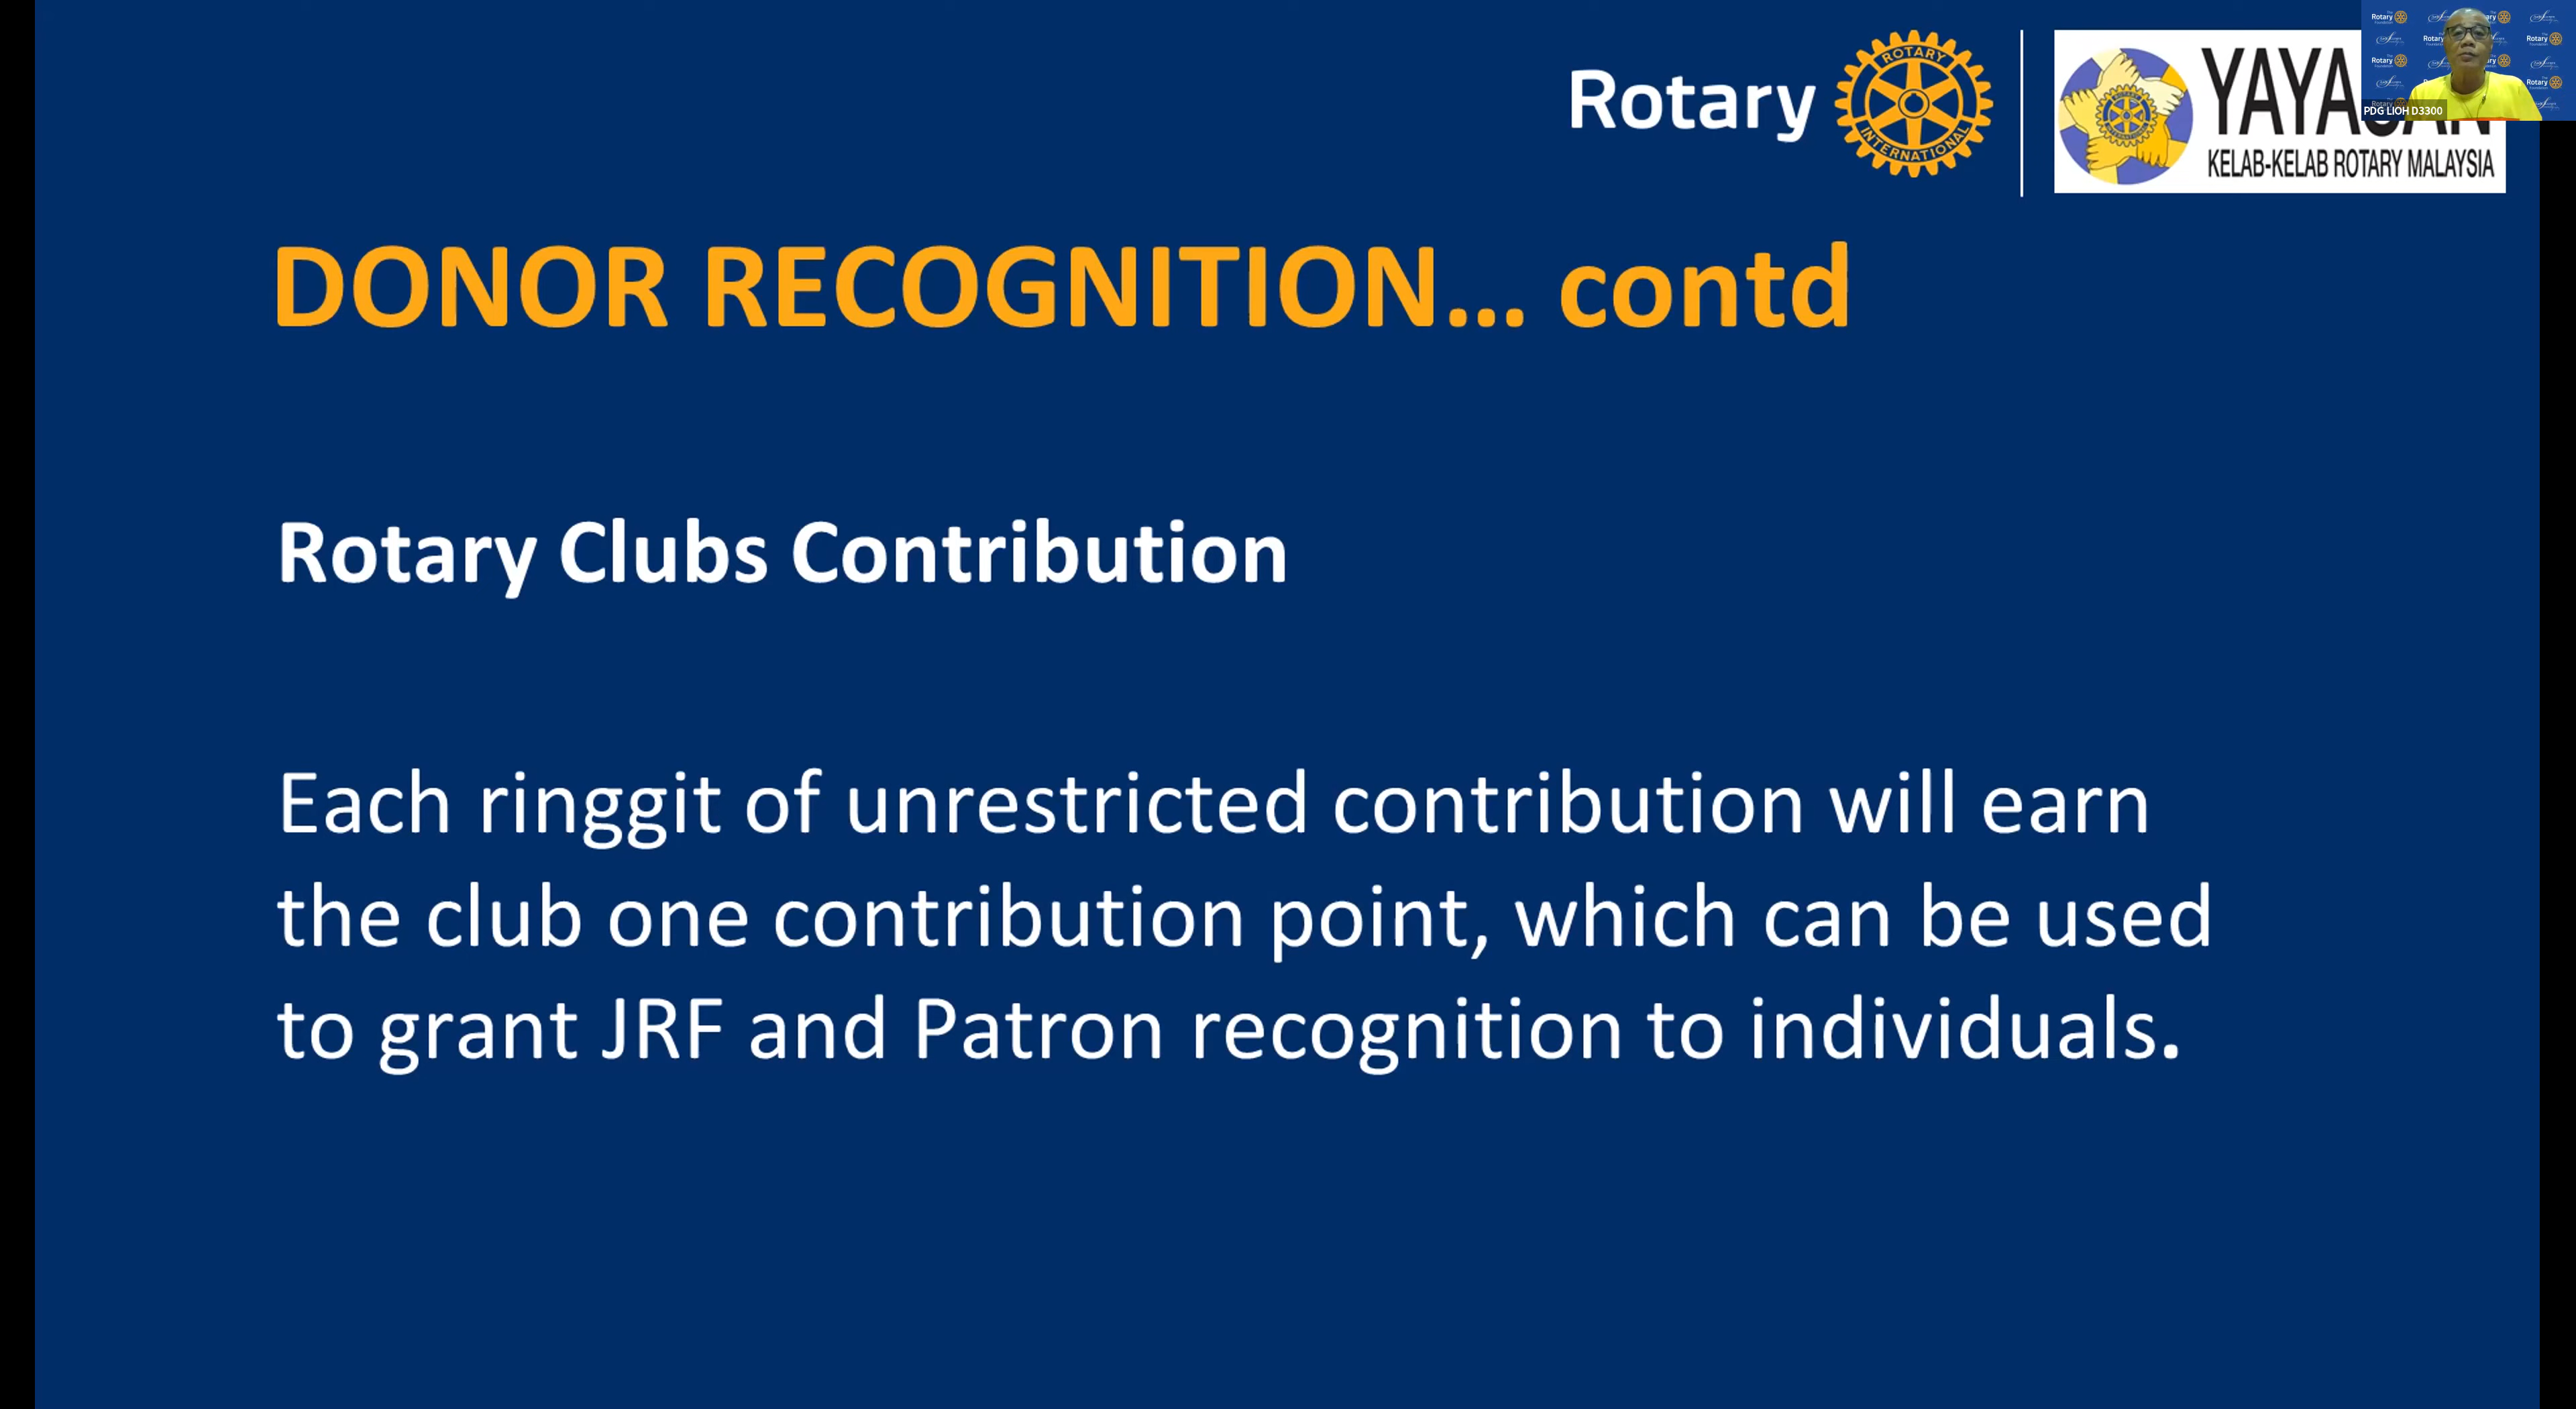 Rotary
ROTARY
INTERNATIONAL
KELAB-KELAB ROTARY MALAYSIA
PDG LIOH D3300
DONOR RECOGNITION... contd
Rotary Clubs Contribution
Each ringgit of unrestricted contribution will earn
the club one contribution point, which can be used
to grant JRF and Patron recognition to individuals.